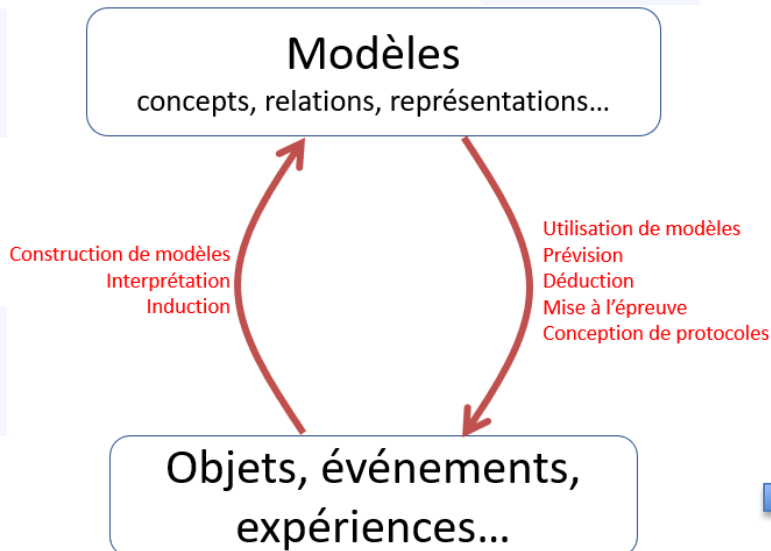 Modèles
concepts, relations, représentations…
Construction de modèles
Interprétation
Induction
Utilisation de modèles
Prévision
Déduction
Mise à l’épreuve
Conception de protocoles
Objets, événements,
expériences…